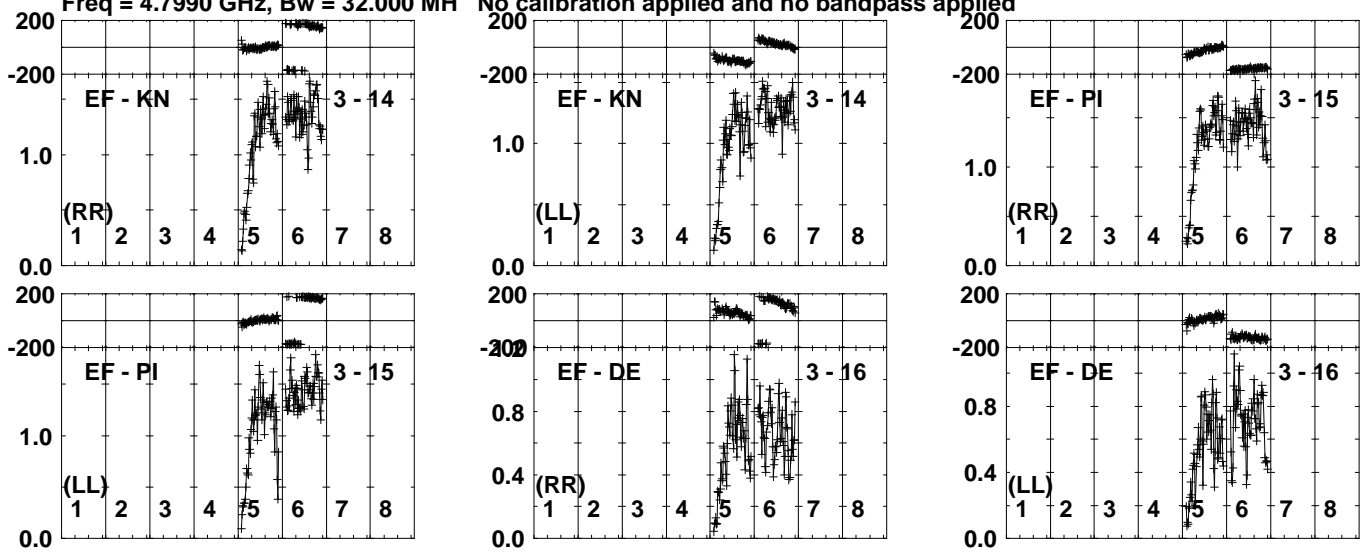 Freq = 4.7990 GHz, Bw = 32.000 MH No calibration applied and no bandpass applied
200 200 200
-200 -200 -200
EF - KN 3 - 14 EF - KN 3 - 14 EF - PI 3 - 15
1.0 1.0 1.0
(RR) (LL) (RR)
1 2 3 4 5 6 7 8 1 2 3 4 5 6 7 8 1 2 3 4 5 6 7 8
0.0 0.0 0.0
200 200 200
-200 -200 -200
EF - PI 3 - 15 EF - DE 3 - 16 EF - DE 3 - 16
0.8 0.8
1.0
0.4 0.4
(LL) (RR) (LL)
1 2 3 4 5 6 7 8 1 2 3 4 5 6 7 8 1 2 3 4 5 6 7 8
0.0 0.0 0.0